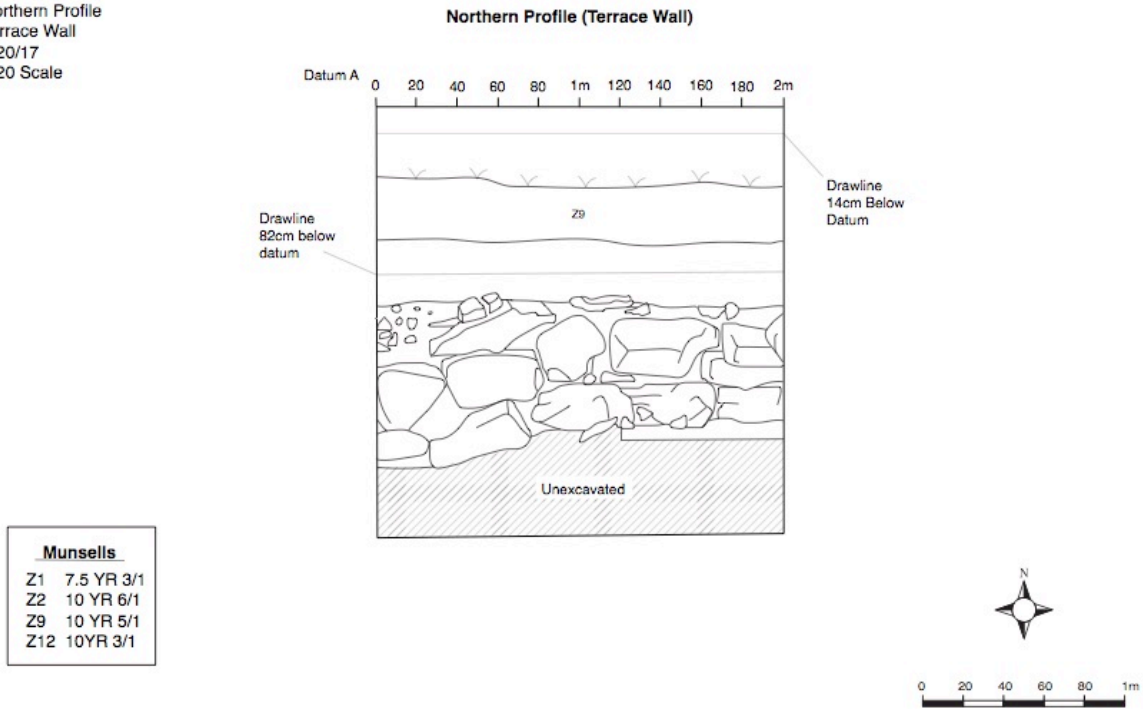 orthern Profile
rrace Wall
20/17
20 Scale
Northern Profile (Terrace Wall)
Datum A
0 20 40 60 80 1m 120 140 160 180 2m
Drawline
14cm Below
Datum
Z9
Drawline
82cm below
datum
Unexcavated
Munsells
Z1 7.5 YR 3/1
Z2 10 YR 6/1
Z9 10 YR 5/1
Z12 10YR 3/1
N
0 20 40 60 80 1m